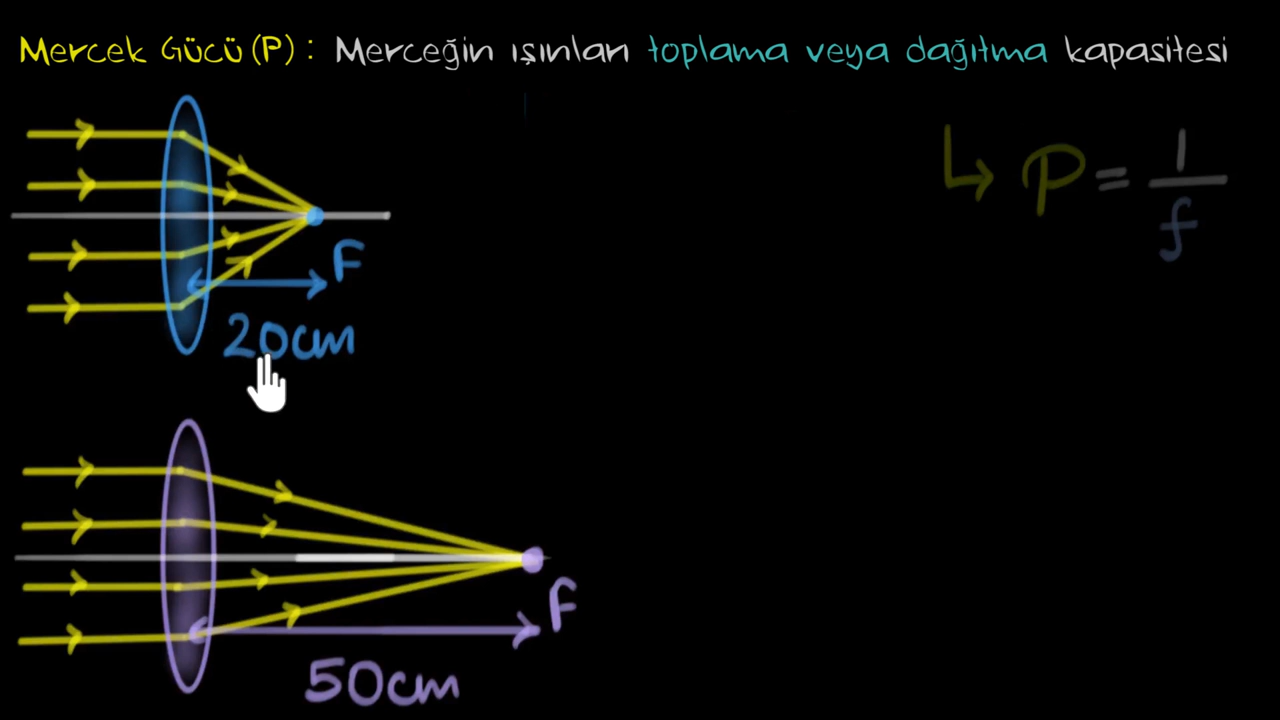 Mercek Gücü (P) : Merceğin ışınları toplama veya dağıtma kapasitesi
P = 1/f
F
20cm
F
50cm